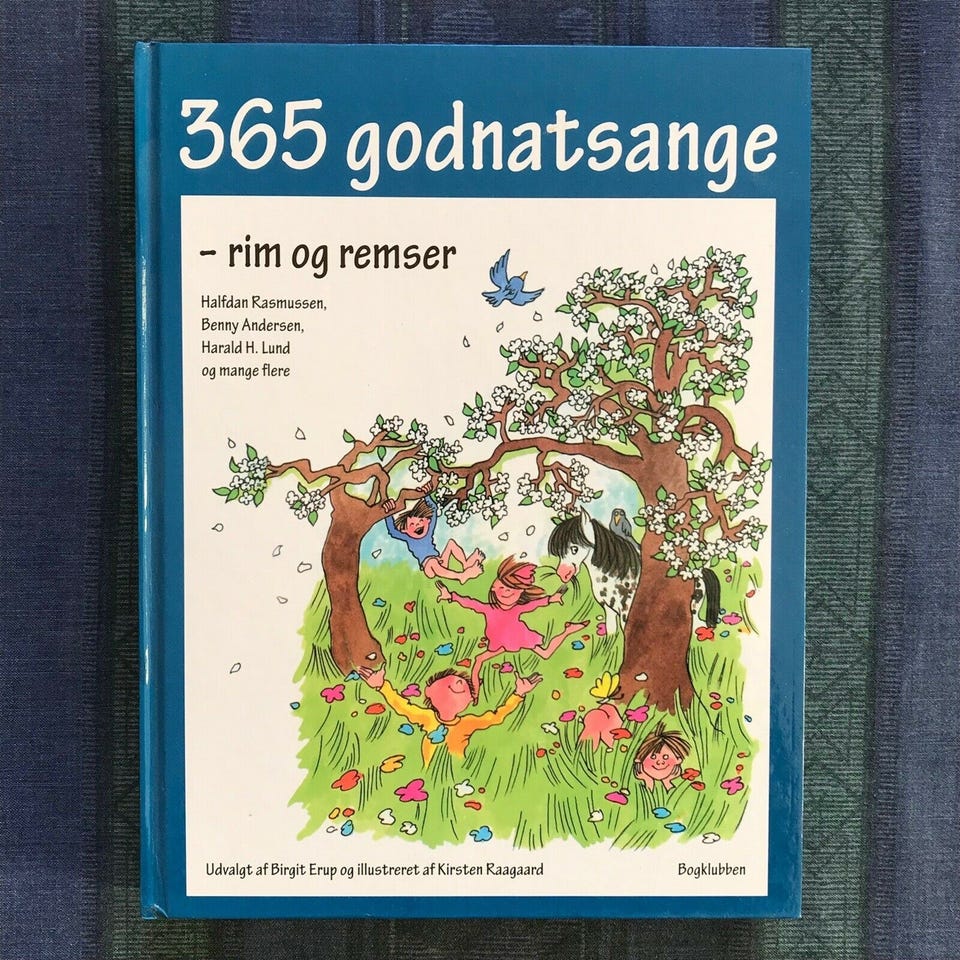 365 godnatsange
- rim og remser
Halfdan Rasmussen,
Benny Andersen,
Harald H. Lund
og mange flere
Udvalgt af Birgit Erup og illustreret af Kirsten Raagaard
Bogklubben